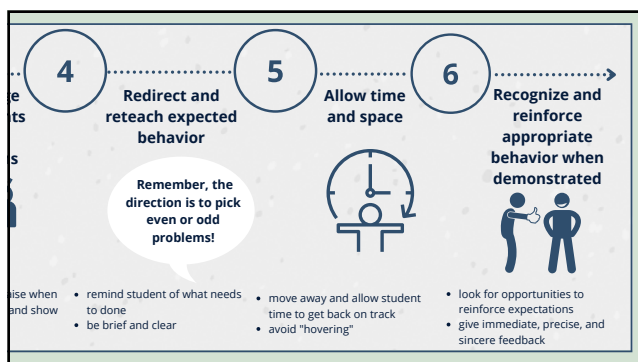 4
5
6
Redirect and
reteach expected
behavior
Allow time
and space
Recognize and
reinforce
appropriate
behavior when
demonstrated
Remember, the
direction is to pick
even or odd
problems!
when
and show
• remind student of what needs
to done
• be brief and clear
• move away and allow student
time to get back on track
• avoid "hovering"
• look for opportunities to
reinforce expectations
• give immediate, precise, and
sincere feedback